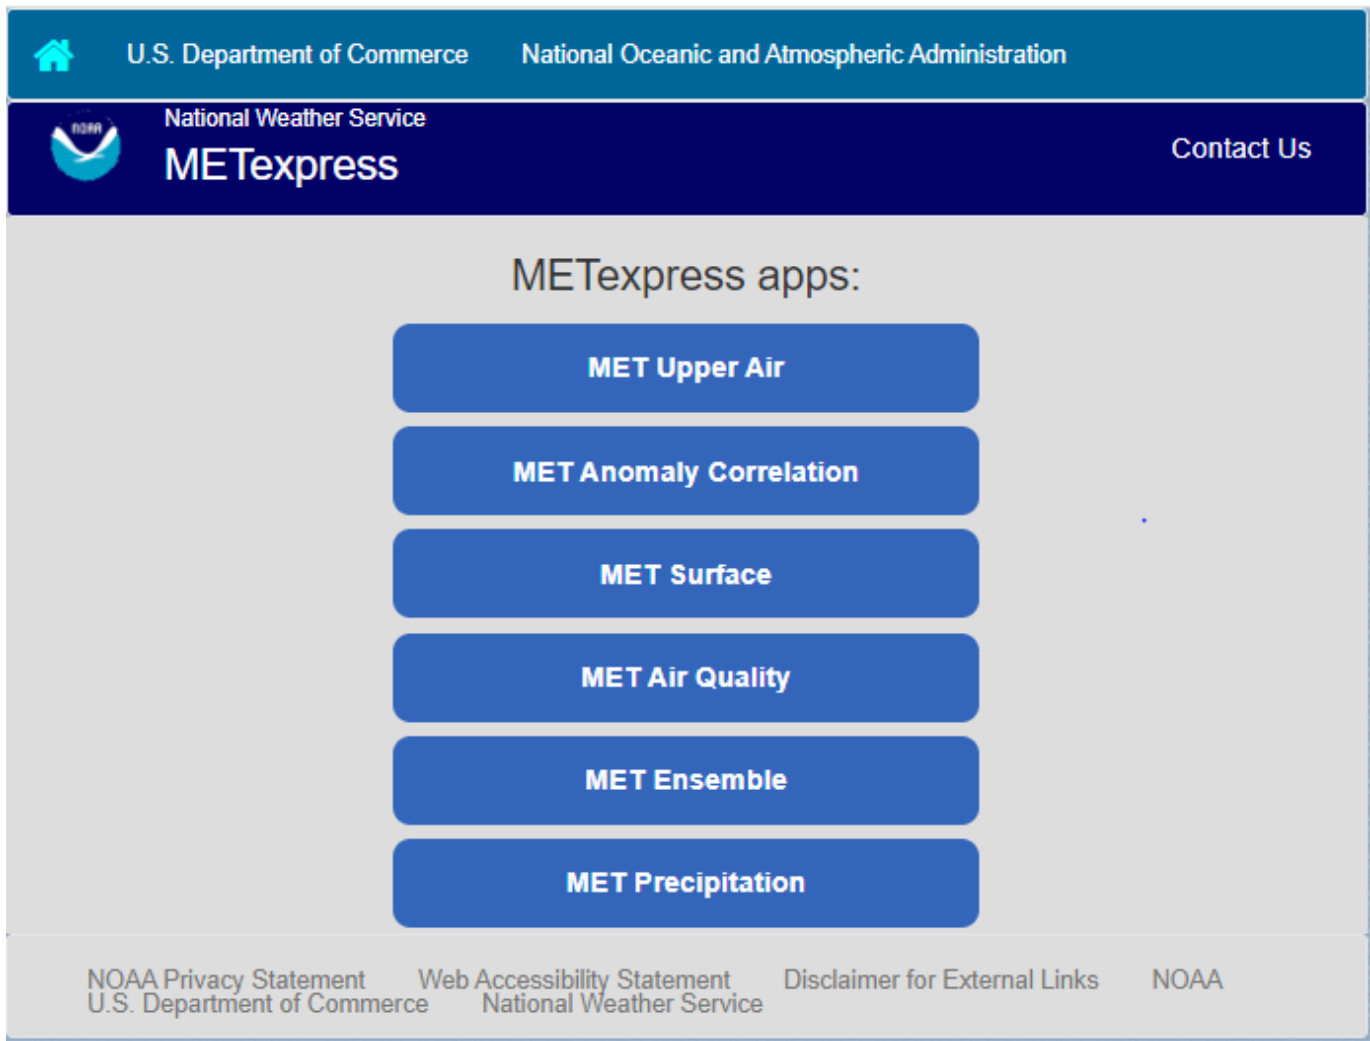 U.S. Department of Commerce National Oceanic and Atmospheric Administration
NOAA
National Weather Service
METexpress
Contact Us
METexpress apps:
MET Upper Air
MET Anomaly Correlation
MET Surface
MET Air Quality
MET Ensemble
MET Precipitation
NOAA Privacy Statement Web Accessibility Statement Disclaimer for External Links NOAA
U.S. Department of Commerce National Weather Service